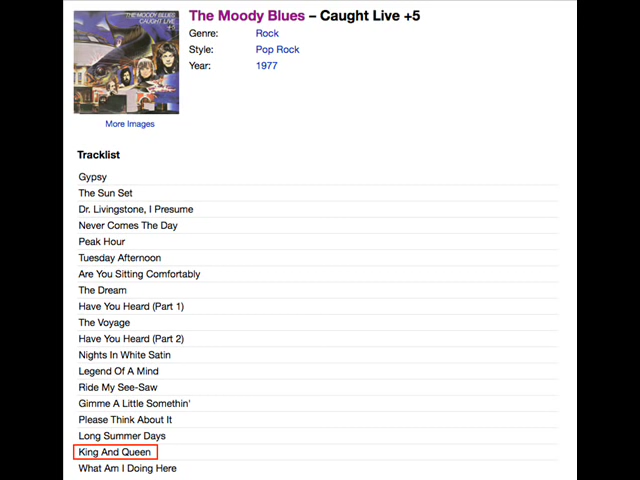 THE MOODY BLUES
CAUGHT LIVE
+5
The Moody Blues – Caught Live +5
Genre: Rock
Style: Pop Rock
Year: 1977
More Images
Tracklist
Gypsy
The Sun Set
Dr. Livingstone, I Presume
Never Comes The Day
Peak Hour
Tuesday Afternoon
Are You Sitting Comfortably
The Dream
Have You Heard (Part 1)
The Voyage
Have You Heard (Part 2)
Nights In White Satin
Legend Of A Mind
Ride My See-Saw
Gimme A Little Somethin'
Please Think About It
Long Summer Days
King And Queen
What Am I Doing Here